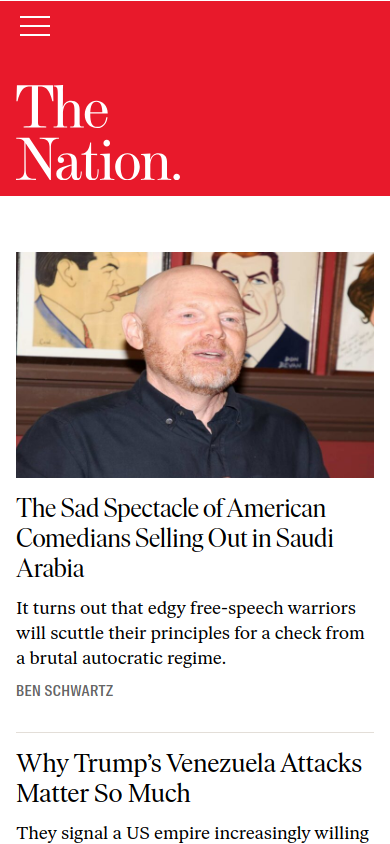 The
Nation.
The Sad Spectacle of American
Comedians Selling Out in Saudi
Arabia
It turns out that edgy free-speech warriors
will scuttle their principles for a check from
a brutal autocratic regime.
BEN SCHWARTZ
Why Trump’s Venezuela Attacks
Matter So Much
They signal a US empire increasingly willing